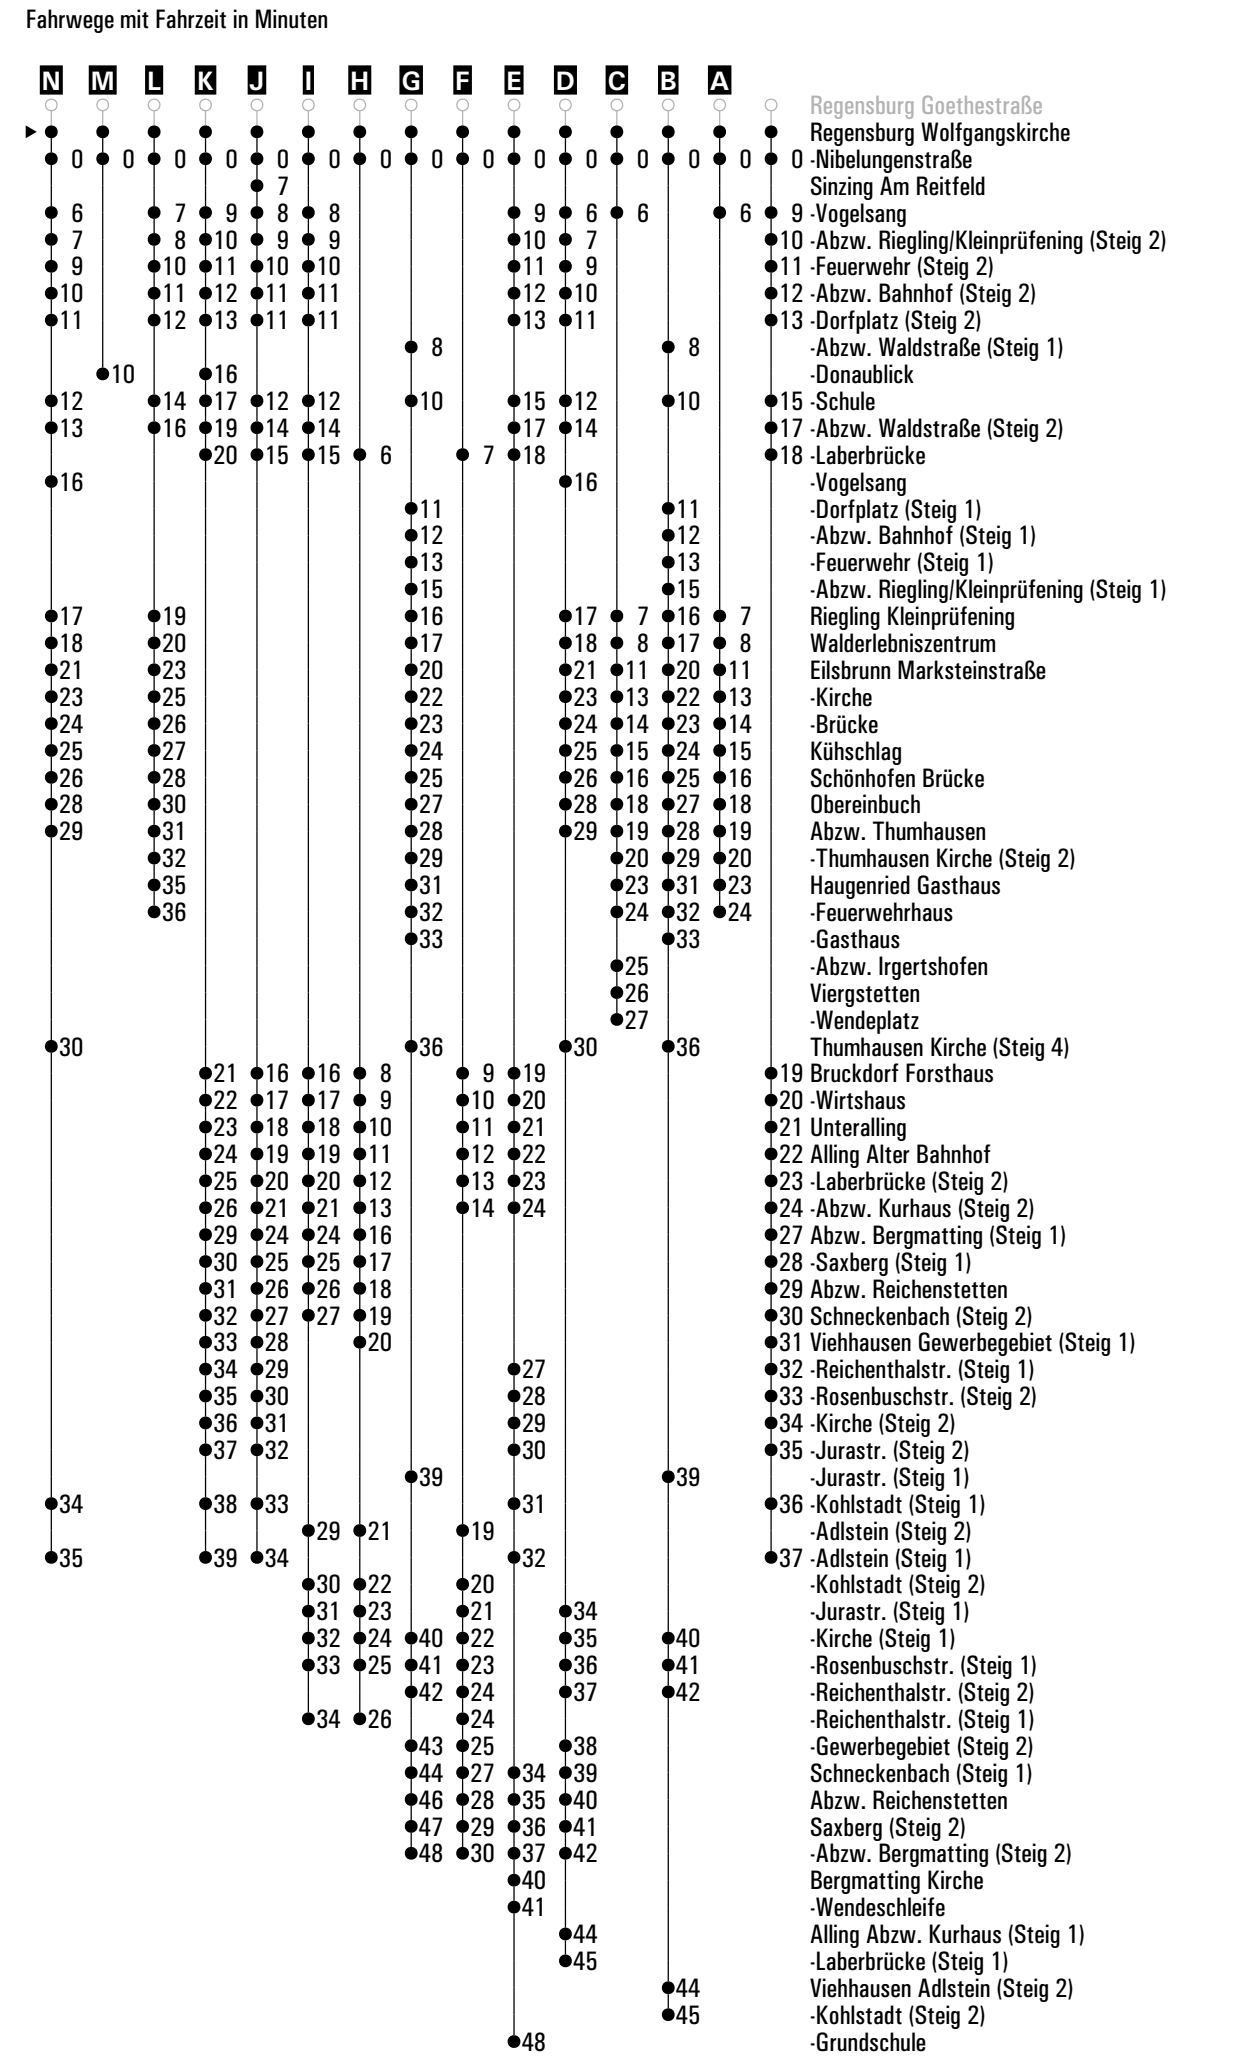 Fahrwege mit Fahrzeit in Minuten
N M L K J I H G F E D C B A
Regensburg Goethestraße
Regensburg Wolfgangskirche
0 0 0 0 0 0 0 0 0 0 0 0 0 0 0 -Nibelungenstraße
7 Sinzing Am Reitfeld
6 7 9 8 8 9 6 6 6 9 -Vogelsang
7 8 10 9 9 10 7 10 -Abzw. Riegling/Kleinprüfening (Steig 2)
9 10 11 10 10 11 9 11 -Feuerwehr (Steig 2)
10 11 12 11 11 12 10 12 -Abzw. Bahnhof (Steig 2)
11 12 13 11 11 13 11 13 -Dorfplatz (Steig 2)
8 8 -Abzw. Waldstraße (Steig 1)
10 16 -Donaublick
12 14 17 12 12 10 15 12 10 15 -Schule
13 16 19 14 14 17 14 17 -Abzw. Waldstraße (Steig 2)
20 15 15 6 7 18 18 -Laberbrücke
16 16 -Vogelsang
11 11 -Dorfplatz (Steig 1)
12 12 -Abzw. Bahnhof (Steig 1)
13 13 -Feuerwehr (Steig 1)
15 15 -Abzw. Riegling/Kleinprüfening (Steig 1)
17 19 16 17 7 16 7 Riegling Kleinprüfening
18 20 17 18 8 17 8 Walderlebniszentrum
21 23 20 21 11 20 11 Eilsbrunn Marksteinstraße
23 25 22 23 13 22 13 -Kirche
24 26 23 24 14 23 14 -Brücke
25 27 24 25 15 24 15 Kühschlag
26 28 25 26 16 25 16 Schönhofen Brücke
28 30 27 28 18 27 18 Obereinbuch
29 31 28 29 19 28 19 Abzw. Thumhausen
32 29 20 29 20 -Thumhausen Kirche (Steig 2)
35 31 23 31 23 Haugenried Gasthaus
36 32 24 32 24 -Feuerwehrhaus
33 33 -Gasthaus
25 -Abzw. Irgertshofen
26 Viergstetten
27 -Wendeplatz
30 36 30 36 Thumhausen Kirche (Steig 4)
21 16 16 8 9 19 19 Bruckdorf Forsthaus
22 17 17 9 10 20 20 -Wirtshaus
23 18 18 10 11 21 21 Unteralling
24 19 19 11 12 22 22 Alling Alter Bahnhof
25 20 20 12 13 23 23 -Laberbrücke (Steig 2)
26 21 21 13 14 24 24 -Abzw. Kurhaus (Steig 2)
29 24 24 16 27 Abzw. Bergmatting (Steig 1)
30 25 25 17 28 -Saxberg (Steig 1)
31 26 26 18 29 Abzw. Reichenstetten
32 27 27 19 30 Schneckenbach (Steig 2)
33 28 20 31 Viehhausen Gewerbegebiet (Steig 1)
34 29 27 32 -Reichenthalstr. (Steig 1)
35 30 28 33 -Rosenbuschstr. (Steig 2)
36 31 29 34 -Kirche (Steig 2)
37 32 30 35 -Jurastr. (Steig 2)
39 39 -Jurastr. (Steig 1)
34 38 33 31 36 -Kohlstadt (Steig 1)
29 21 19 -Adlstein (Steig 2)
35 39 34 32 37 -Adlstein (Steig 1)
30 22 20 -Kohlstadt (Steig 2)
31 23 21 34 -Jurastr. (Steig 1)
32 24 40 22 35 40 -Kirche (Steig 1)
33 25 41 23 36 41 -Rosenbuschstr. (Steig 1)
42 24 37 42 -Reichenthalstr. (Steig 2)
34 26 24 -Reichenthalstr. (Steig 1)
43 25 38 -Gewerbegebiet (Steig 2)
44 27 34 39 Schneckenbach (Steig 1)
46 28 35 40 Abzw. Reichenstetten
47 29 36 41 Saxberg (Steig 2)
48 30 37 42 -Abzw. Bergmatting (Steig 2)
40 Bergmatting Kirche
41 -Wendeschleife
44 Alling Abzw. Kurhaus (Steig 1)
45 -Laberbrücke (Steig 1)
44 Viehhausen Adlstein (Steig 2)
45 -Kohlstadt (Steig 2)
48 -Grundschule